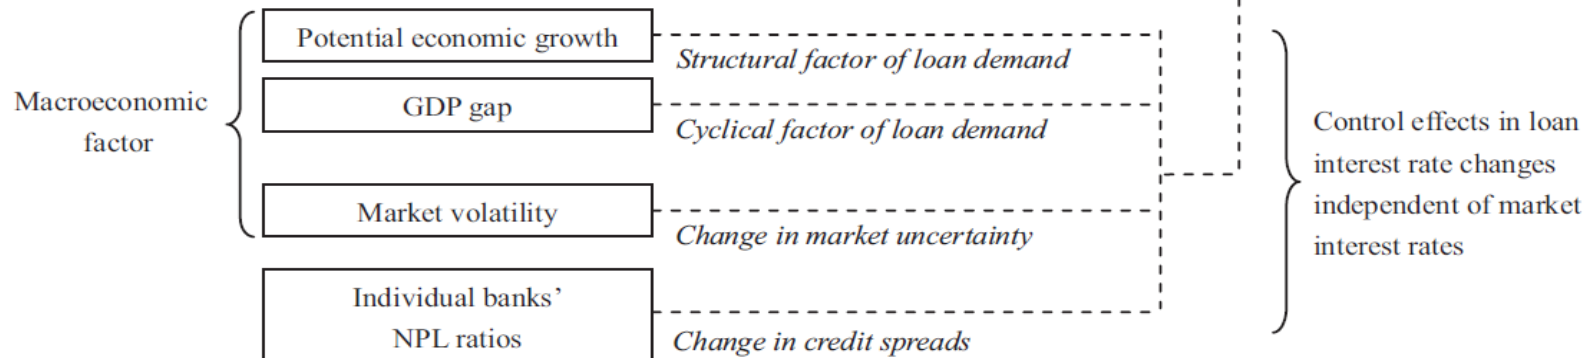 Potential economic growth
Structural factor of loan demand
Macroeconomic
factor
GDP gap
Cyclical factor of loan demand
Market volatility
Change in market uncertainty
Individual banks’
NPL ratios
Change in credit spreads
Control effects in loan
interest rate changes
independent of market
interest rates